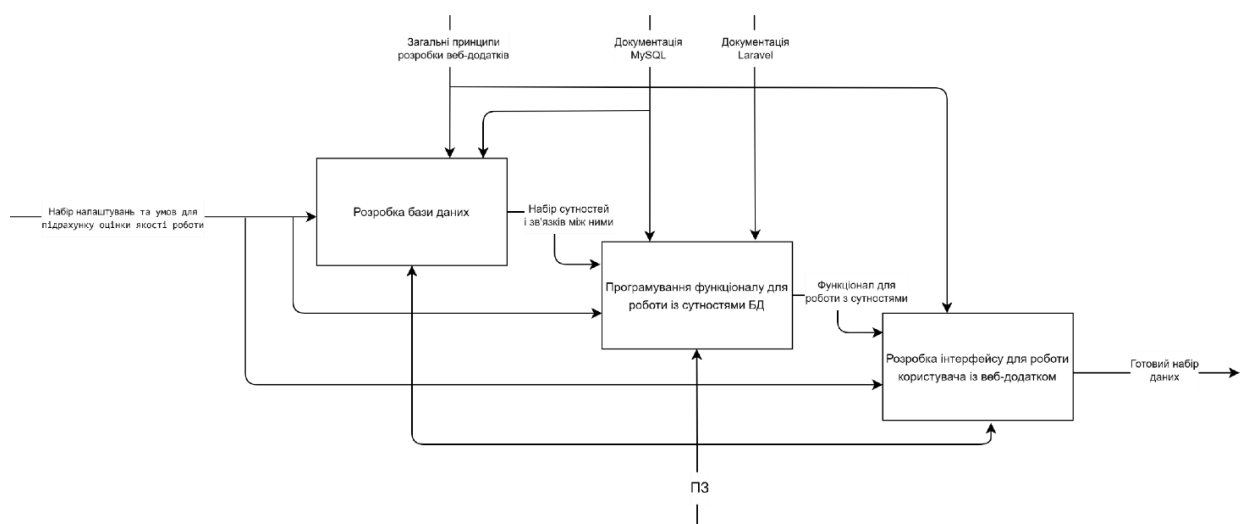 Загальні принципи
розробки веб-додатків
Документація
MySQL
Документація
Laravel
Набір налаштувань та умов для
підрахунку оцінки якості роботи
Розробка бази даних
Набір сутностей
і зв'язків між ними
Програмування функціоналу для
роботи із сутностями БД
Функціонал для
роботи з сутностями
Розробка інтерфейсу для роботи
користувача із веб-додатком
Готовий набір
даних
ПЗ